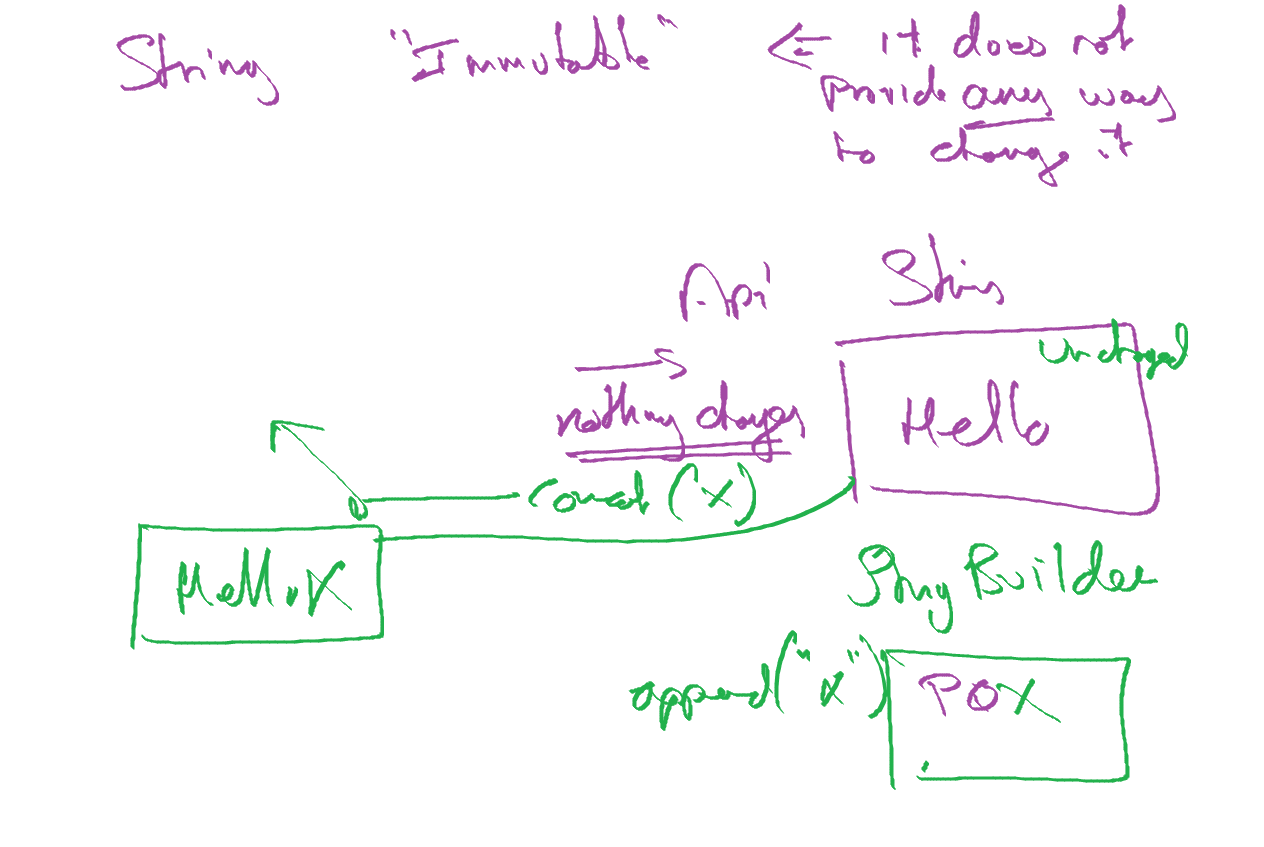 String "Immutable" ← it does not
provide any way
to change it
Api String
unchanged
→
nothing changes Hello
concat ("X")
HelloX
StringBuilder
append("x") POX